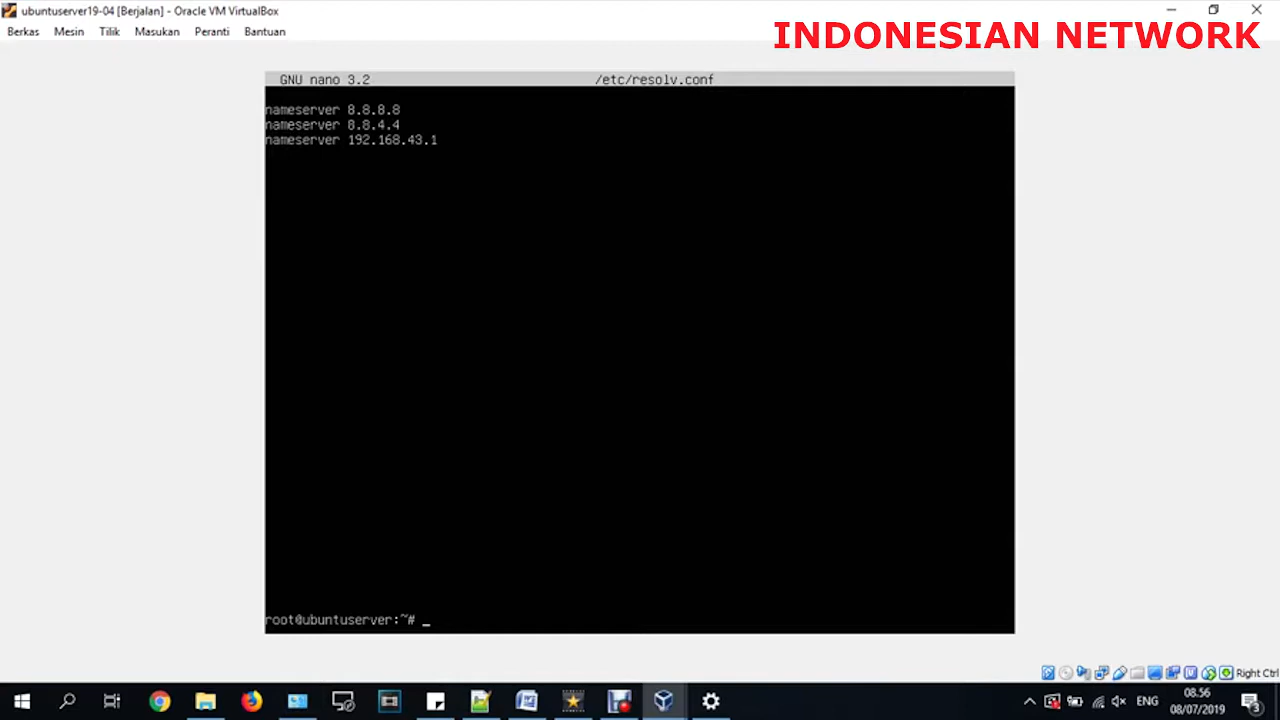 ubuntuserver19-04 [Berjalan] - Oracle VM VirtualBox
Berkas Mesin Tilik Masukan Peranti Bantuan
INDONESIAN NETWORK
GNU nano 3.2 /etc/resolv.conf
nameserver 8.8.8.8
nameserver 8.8.4.4
nameserver 192.168.43.1
root@ubuntuserver:~# _
Right Ctrl
ENG
08.56
08/07/2019
3